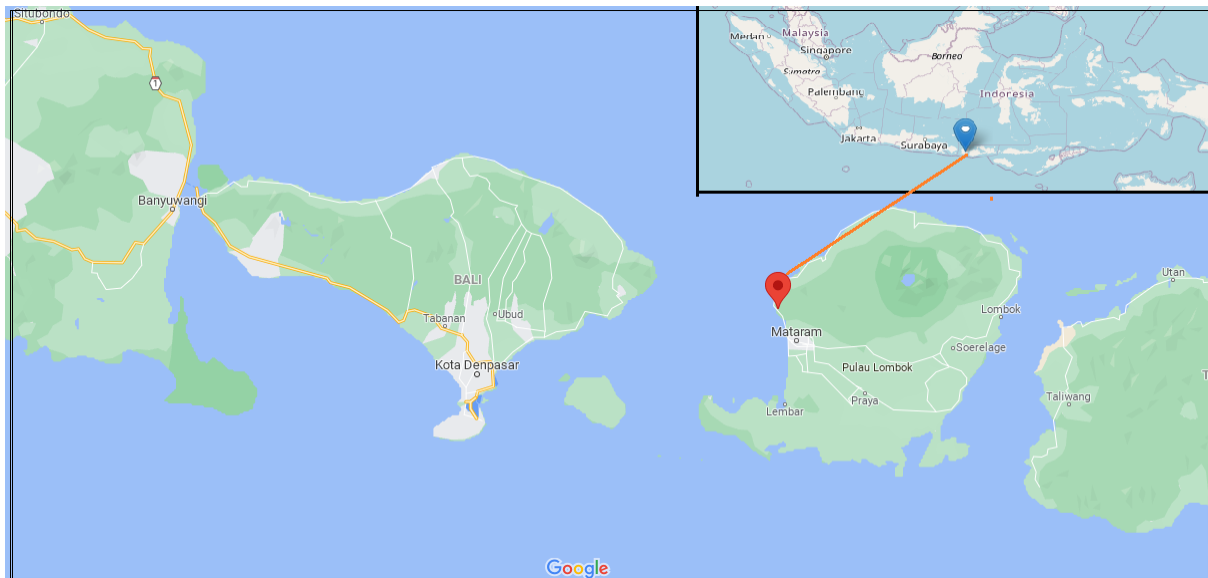 Situbondo
1
Banyuwangi
BALI
Tabanan
Ubud
Kota Denpasar
Medan
Malaysia
Singapore
Sumatra
Borneo
Palembang
Indonesia
Jakarta
Surabaya
Utan
Lombok
Mataram
Soerelage
Pulau Lombok
Praya
Lembar
Taliwang
T
Google